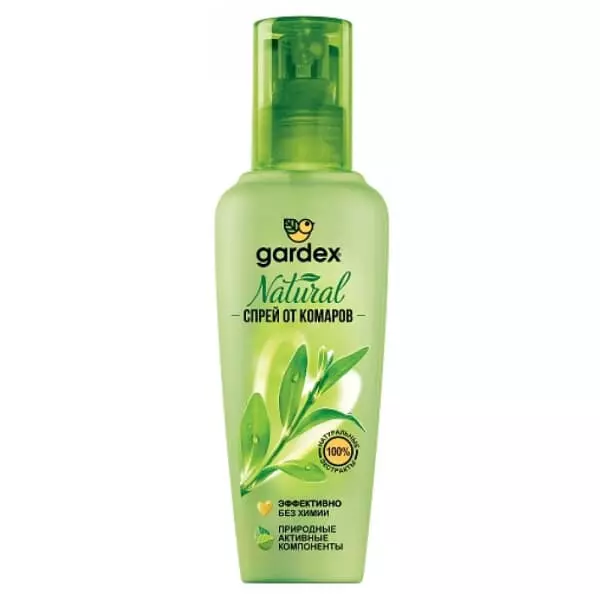 gardex
Natural
СПРЕЙ ОТ КОМАРОВ
НАТУРАЛЬНЫЕ
100%
ЭКСТРАКТЫ
ЭФФЕКТИВНО
БЕЗ ХИМИИ
ПРИРОДНЫЕ
АКТИВНЫЕ
КОМПОНЕНТЫ